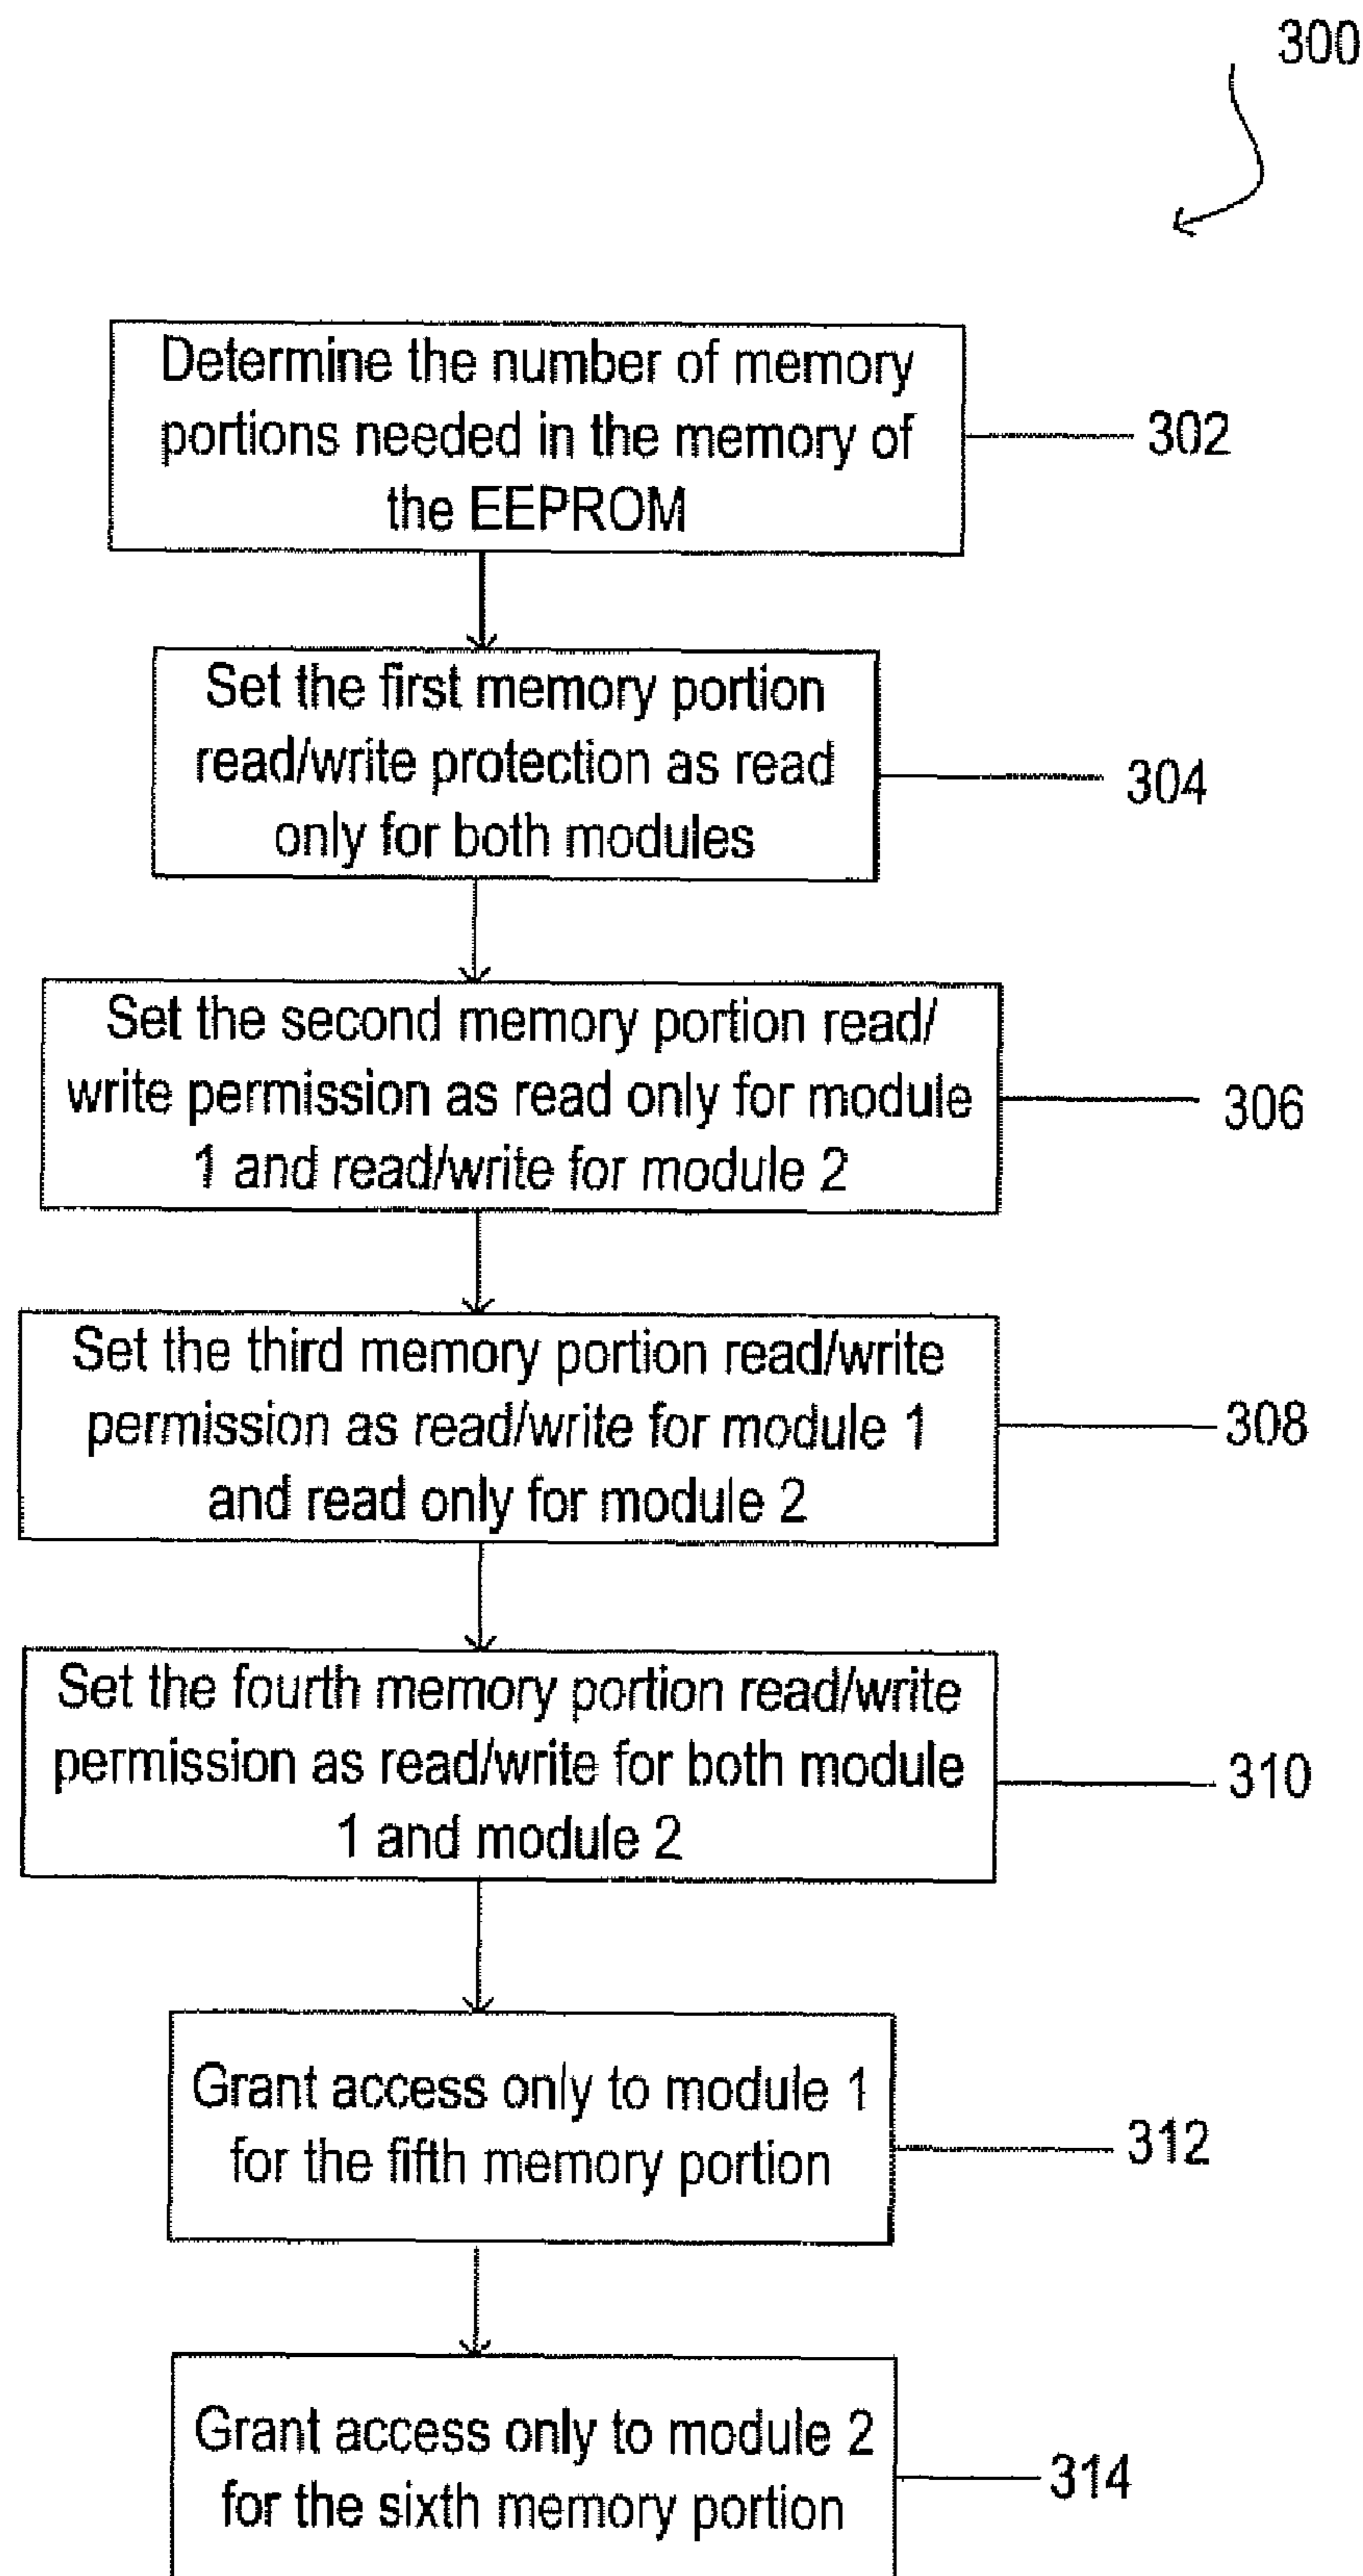 300
Determine the number of memory
portions needed in the memory of
the EEPROM
302
Set the first memory portion
read/write protection as read
only for both modules
304
Set the second memory portion read/
write permission as read only for module
1 and read/write for module 2
306
Set the third memory portion read/write
permission as read/write for module 1
and read only for module 2
308
Set the fourth memory portion read/write
permission as read/write for both module
1 and module 2
310
Grant access only to module 1
for the fifth memory portion
312
Grant access only to module 2
for the sixth memory portion
314